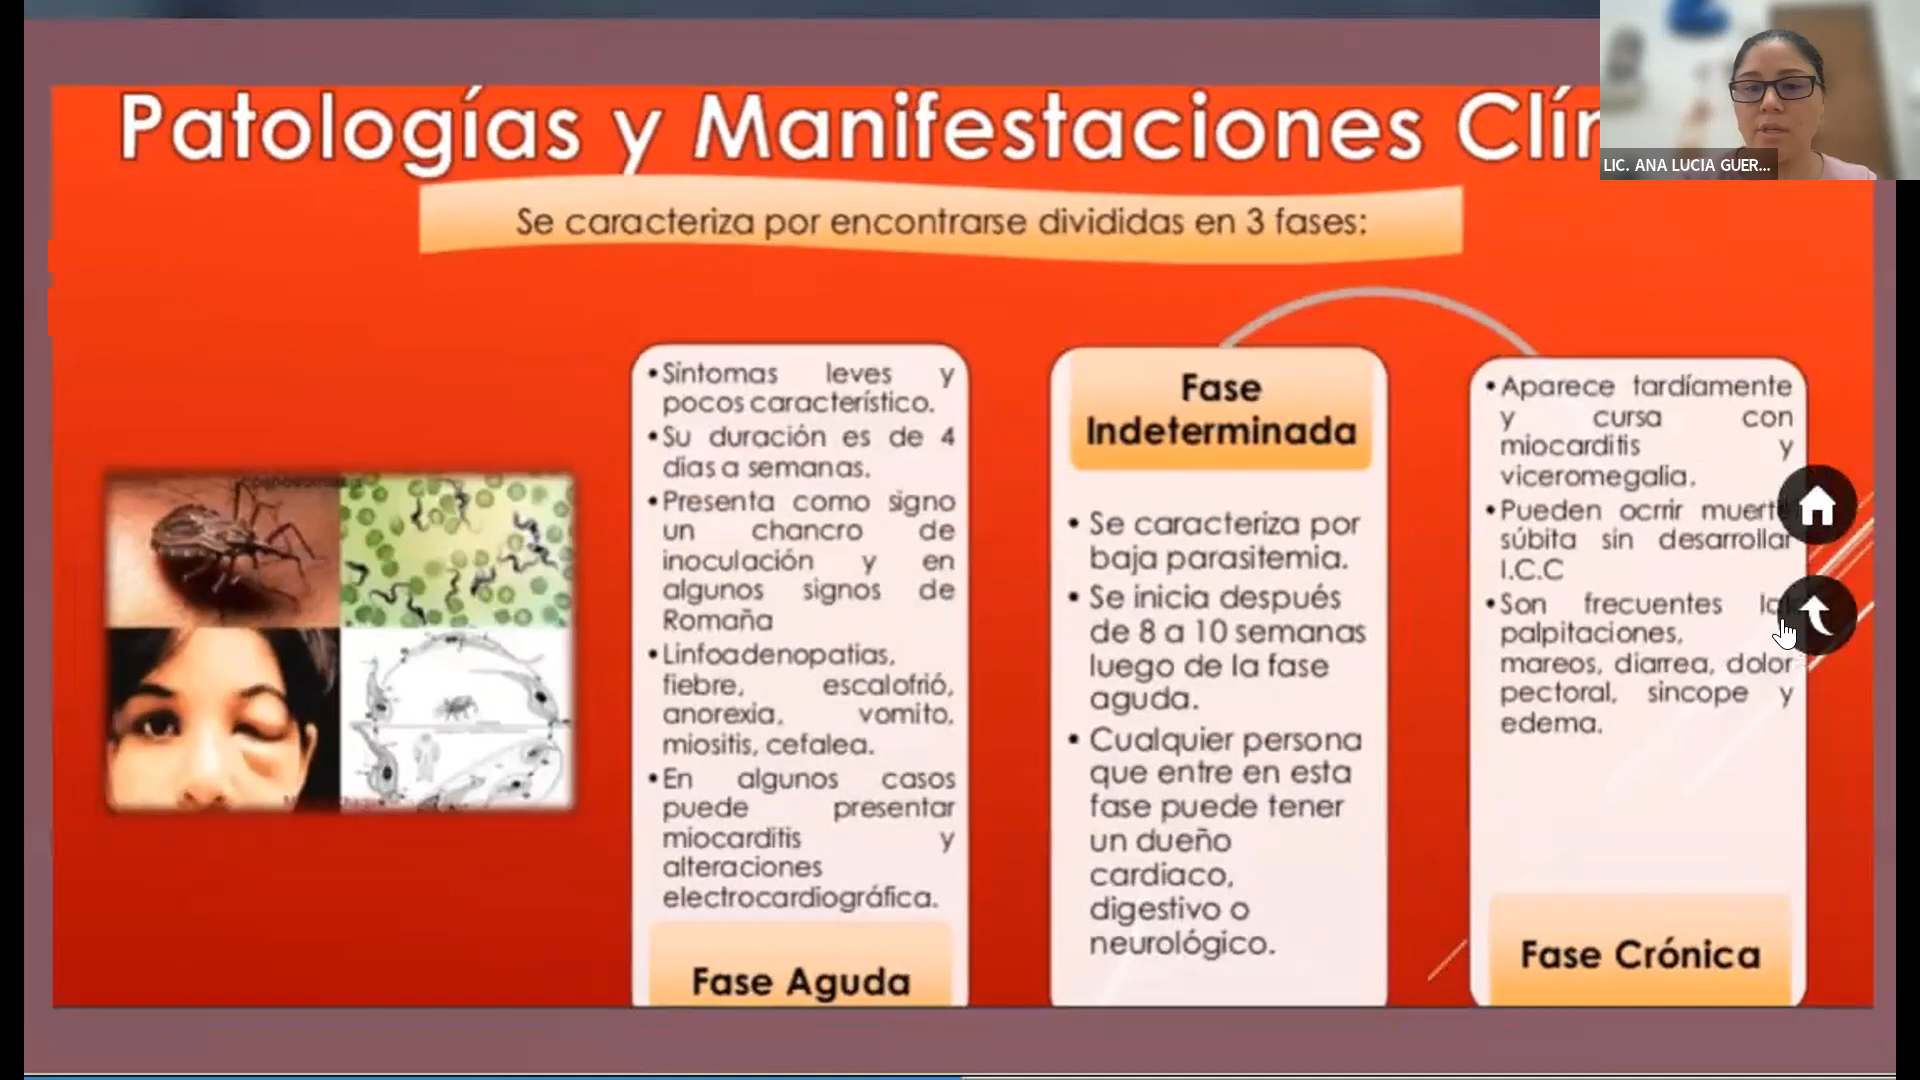 Patologías y Manifestaciones Clín
LIC. ANA LUCIA GUER...
Se caracteriza por encontrarse divididas en 3 fases:
•Síntomas leves y
pocos característico.
•Su duración es de 4
días a semanas.
•Presenta como signo
un chancro de
inoculación y en
algunos signos de
Romaña
•Linfoadenopatias,
fiebre, escalofrió,
anorexia, vomito,
miositis, cefalea.
•En algunos casos
puede presentar
miocarditis y
alteraciones
electrocardiográfica.
Fase Aguda
Fase
Indeterminada
• Se caracteriza por
baja parasitemia.
• Se inicia después
de 8 a 10 semanas
luego de la fase
aguda.
• Cualquier persona
que entre en esta
fase puede tener
un dueño
cardiaco,
digestivo o
neurológico.
•Aparece tardíamente
y cursa con
miocarditis y
viceromegalia.
•Pueden ocrrir muert
súbita sin desarrollar
I.C.C
•Son frecuentes
palpitaciones,
mareos, diarrea, dolor
pectoral, sincope y
edema.
Fase Crónica